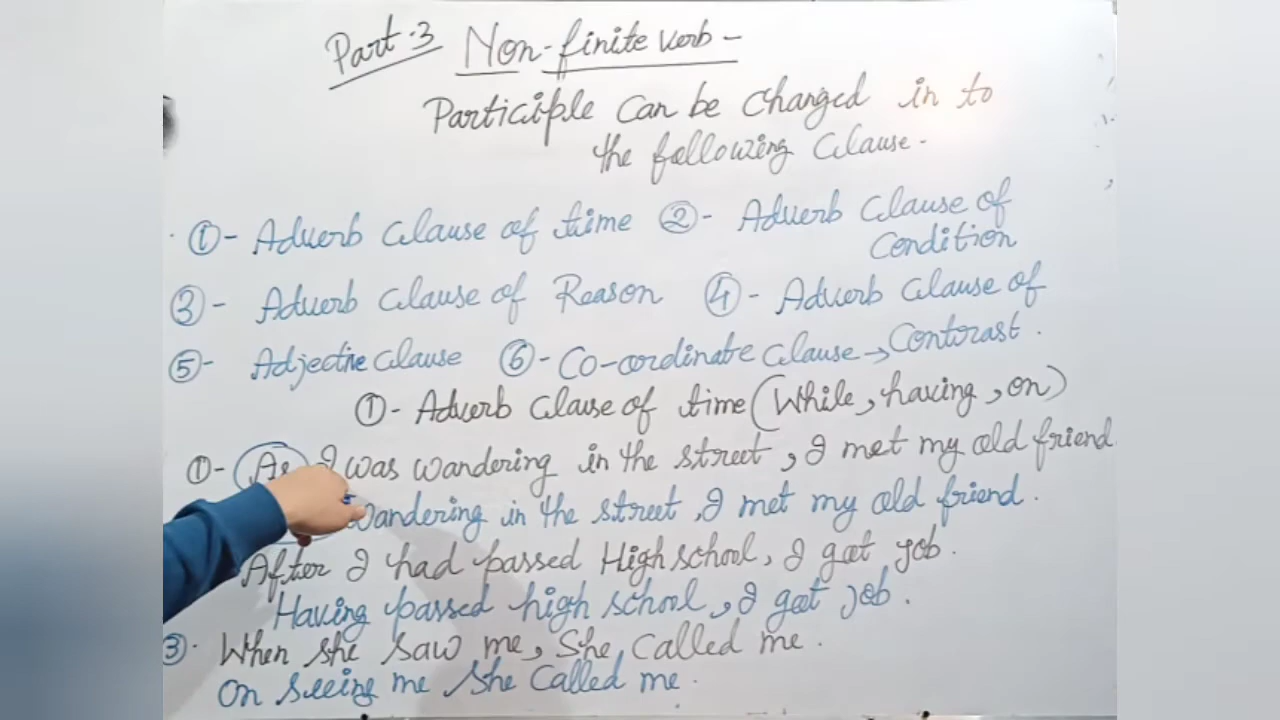 Part-3 Non-finite verb -
Participle can be changed in to
the following clause -
① - Adverb clause of time ② - Adverb clause of
Condition
③ - Adverb clause of Reason ④ - Adverb clause of
⑤ - Adjective clause ⑥ - Co-ordinate clause → Contrast.
① - Adverb clause of time (While, having, on)
① - As I was wandering in the street, I met my old friend
Wandering in the street, I met my old friend.
After I had passed High school, I got job.
Having passed high school, I got job.
③. When she saw me, She called me.
On seeing me She called me.